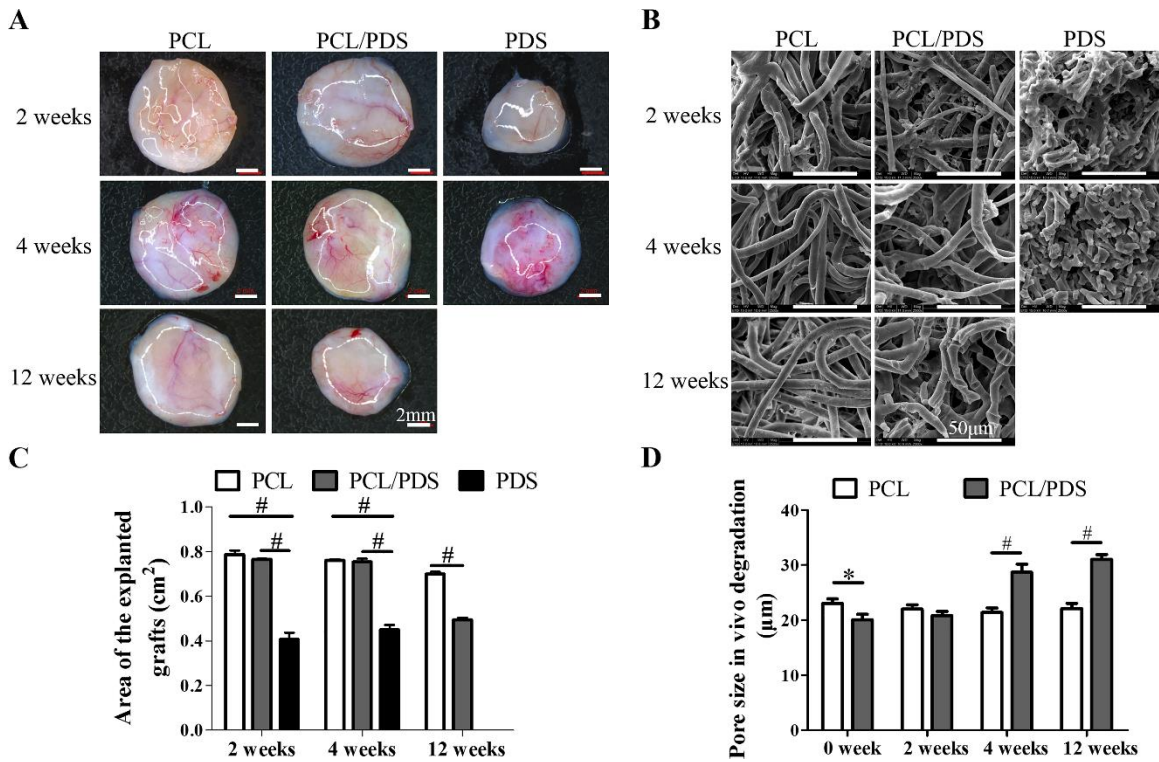 A
PCL PCL/PDS PDS
2 weeks
4 weeks
12 weeks
2mm
B
PCL PCL/PDS PDS
2 weeks
4 weeks
12 weeks
50μm
C
PCL PCL/PDS PDS
Area of the explanted
grafts (cm²)
1.0
0.8
0.6
0.4
0.2
0.0
# # # # #
2 weeks 4 weeks 12 weeks
D
PCL PCL/PDS
Pore size in vivo degradation
(μm)
40
30
20
10
0
* # #
0 week 2 weeks 4 weeks 12 weeks